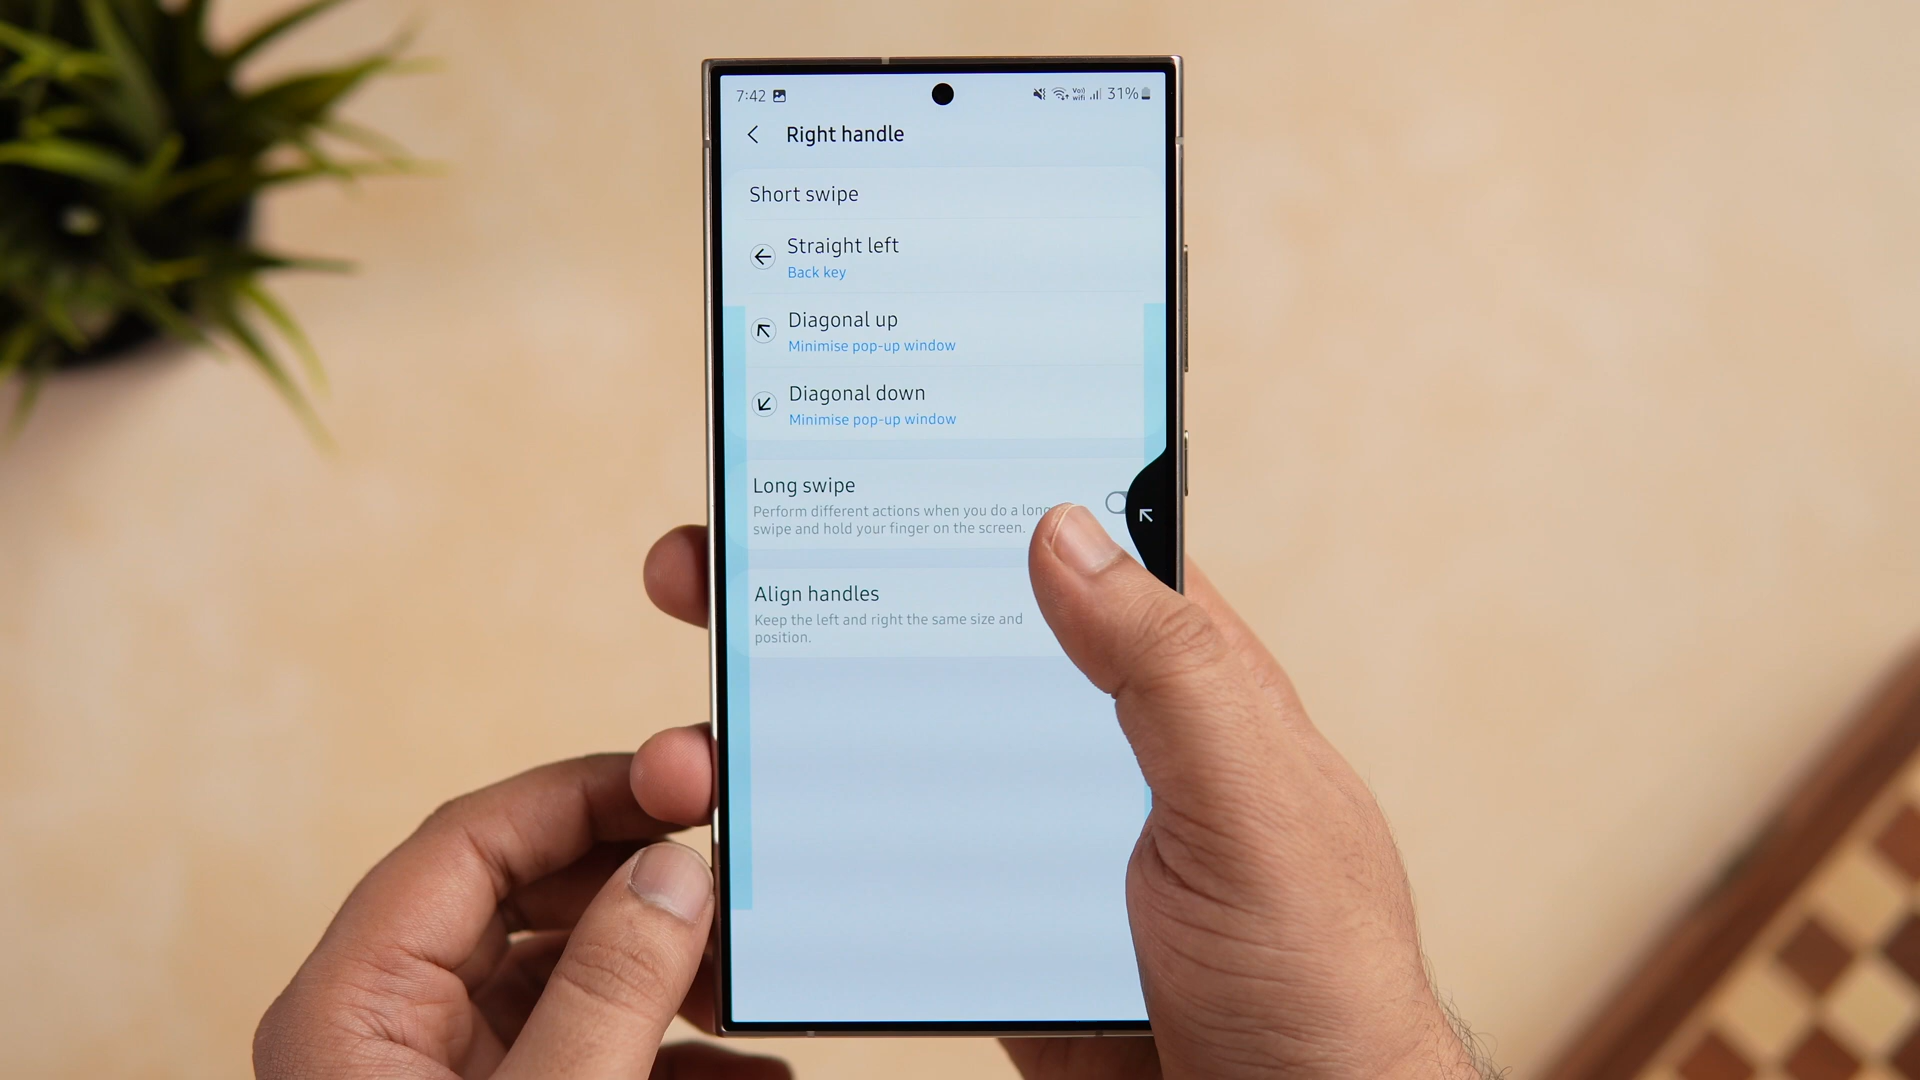 7:42
Voi) wifi
31%
Right handle
Short swipe
Straight left
Back key
Diagonal up
Minimise pop-up window
Diagonal down
Minimise pop-up window
Long swipe
Perform different actions when you do a long
swipe and hold your finger on the screen.
Align handles
Keep the left and right the same size and
position.